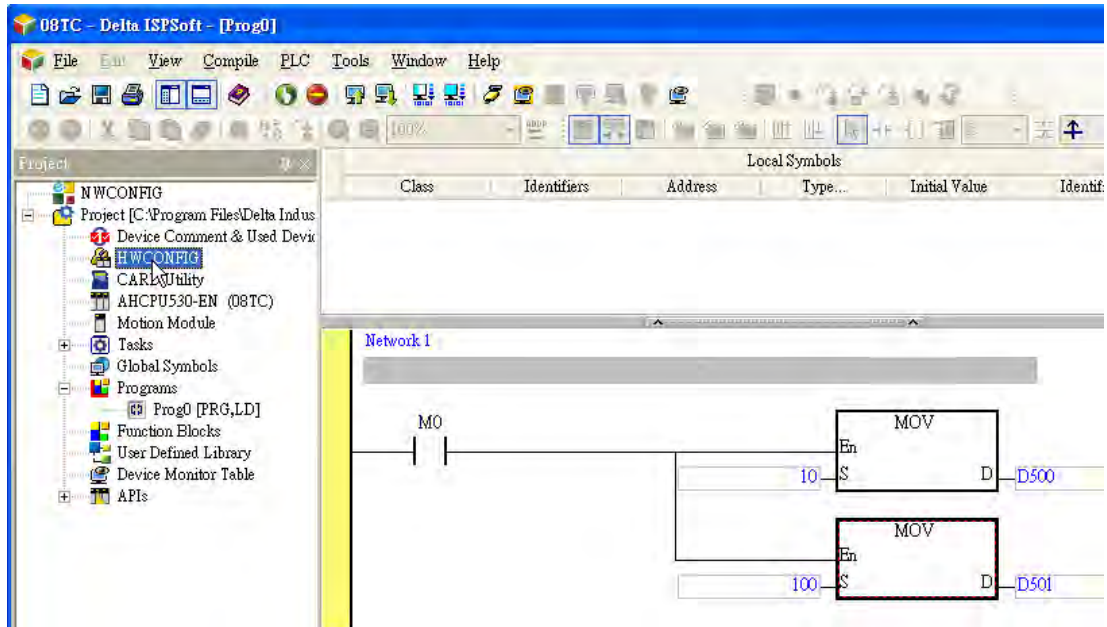 08TC - Delta ISPSoft - [Prog0]
File Edit View Compile PLC Tools Window Help
100%
Project
Local Symbols
Class Identifiers Address Type... Initial Value Identif
NWCONFIG
Project [C:\Program Files\Delta Indus
Device Comment & Used Devic
HWCONFIG
CARD Utility
AHCPU530-EN (08TC)
Motion Module
Tasks
Global Symbols
Programs
Prog0 [PRG,LD]
Function Blocks
User Defined Library
Device Monitor Table
APIs
Network 1
M0
MOV
En
10 S D D500
MOV
En
100 S D D501